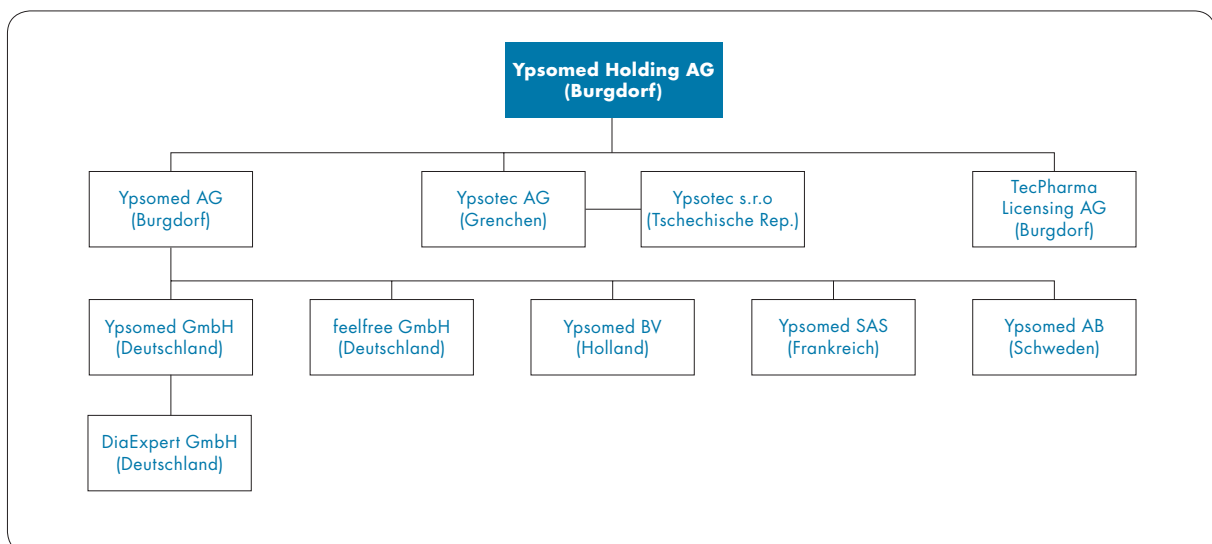 Ypsomed Holding AG
(Burgdorf)
Ypsomed AG
(Burgdorf)
Ypsotec AG
(Grenchen)
Ypsotec s.r.o
(Tschechische Rep.)
TecPharma
Licensing AG
(Burgdorf)
Ypsomed GmbH
(Deutschland)
feelfree GmbH
(Deutschland)
Ypsomed BV
(Holland)
Ypsomed SAS
(Frankreich)
Ypsomed AB
(Schweden)
DiaExpert GmbH
(Deutschland)